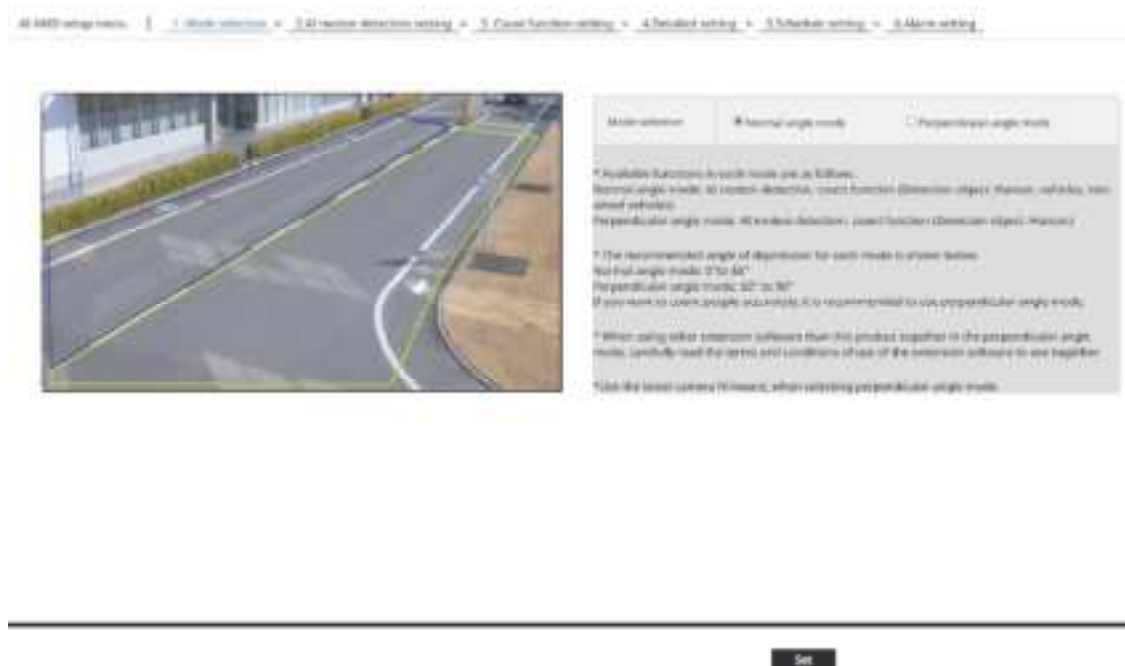 1. Mode selection > 2.AI motion detection setting > 3. Count function setting > 4.Detailed setting > 5.Schedule setting > 6.Alarm setting
Mode selection Normal angle mode Perpendicular angle mode
* Available functions in each mode are as follows.
Normal angle mode: AI motion detection, count function (Detection object: Human, vehicles, two-
wheel vehicles)
Perpendicular angle mode: AI motion detection, count function (Detection object: Human)
* The recommended angle of depression for each mode is shown below.
Normal angle mode: to
Perpendicular angle mode: to 90°
If you want to count people accurately, it is recommended to use perpendicular angle mode.
* When using other extension software than this product together in the perpendicular angle
mode, carefully read the terms and conditions of use of the extension software to use together.
*Use the latest camera firmware, when selecting perpendicular angle mode.
Set